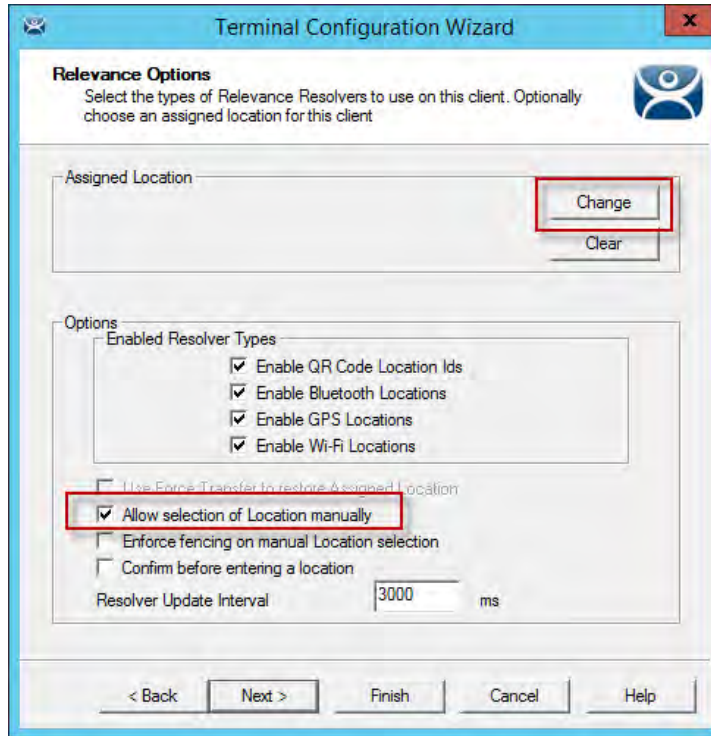 Terminal Configuration Wizard
x
Relevance Options
Select the types of Relevance Resolvers to use on this client. Optionally
choose an assigned location for this client
Assigned Location
Change
Clear
Options
Enabled Resolver Types
Enable QR Code Location Ids
Enable Bluetooth Locations
Enable GPS Locations
Enable Wi-Fi Locations
Use Force Transfer to restore Assigned Location
Allow selection of Location manually
Enforce fencing on manual Location selection
Confirm before entering a location
Resolver Update Interval 3000 ms
< Back Next > Finish Cancel Help